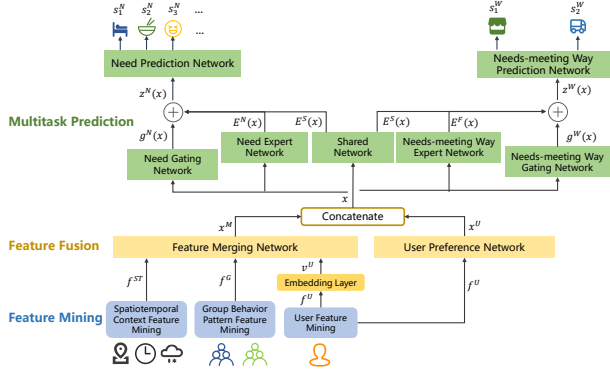 s₁ᴺ s₂ᴺ s₃ᴺ ...
s₁ᵂ s₂ᵂ
...
Need Prediction Network
Needs-meeting Way
Prediction Network
zᴺ(x)
zᵂ(x)
Multitask Prediction
Eᴺ(x)
Eˢ(x)
Eˢ(x)
Eᶠ(x)
gᴺ(x)
gᵂ(x)
Need Gating
Network
Need Expert
Network
Shared
Network
Needs-meeting Way
Expert Network
Needs-meeting Way
Gating Network
x
Concatenate
xᴹ
xᵁ
Feature Fusion
Feature Merging Network
User Preference Network
vᵁ
Embedding Layer
fˢᵀ
fᴳ
fᵁ
fᵁ
Feature Mining
Spatiotemporal
Context Feature
Mining
Group Behavior
Pattern Feature
Mining
User Feature
Mining